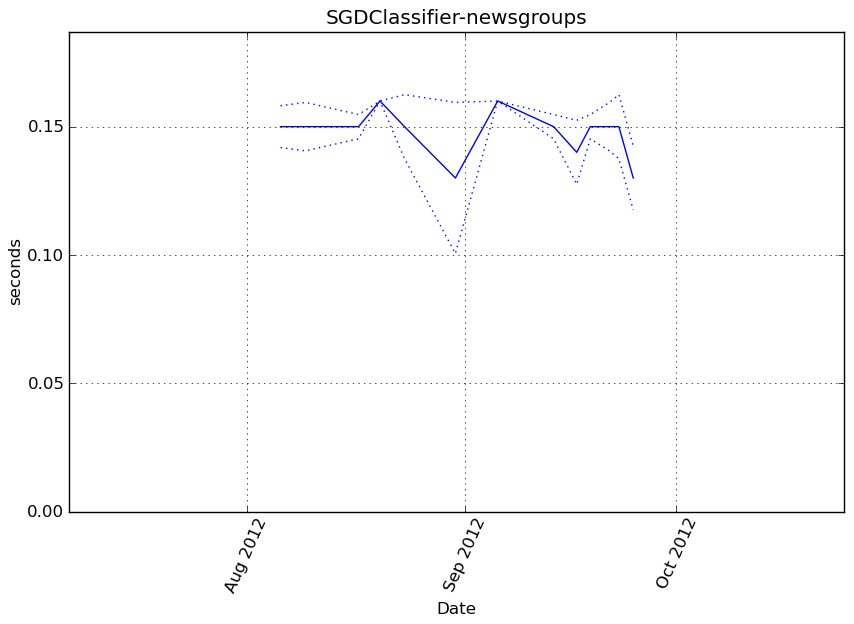 SGDClassifier-newsgroups
0.15
0.10
0.05
0.00
seconds
Aug 2012
Sep 2012
Oct 2012
Date